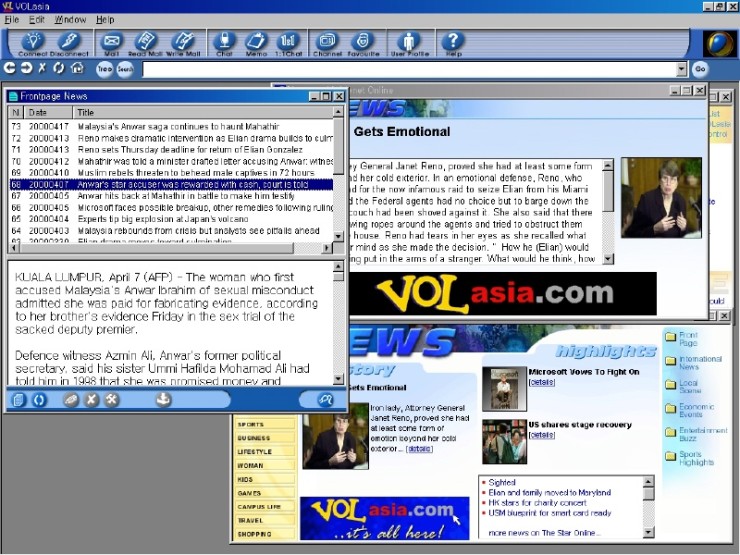 VOLasia
File Edit Window Help
Connect Disconnect Mail Read Mail Write Mail Chat Memo 1:1Chat Channel Favourite User Profile Help
Tree Search Go
Frontpage News
N Date Title
73 20000417 Malaysia's Anwar saga continues to haunt Mahathir
72 20000413 Reno makes dramatic intervention as Elian drama builds to culm
71 20000413 Reno sets Thursday deadline for return of Elian Gonzalez
70 20000412 Mahathir was told a minister drafted letter accusing Anwar: witnes
69 20000410 Muslim rebels threaten to behead male captives in 72 hours
68 20000407 Anwar's star accuser was rewarded with cash, court is told
67 20000405 Anwar hits back at Mahathir in battle to make him testify
66 20000405 Microsoft faces possible breakup, other remedies following ruling
65 20000404 Experts tip big explosion at Japan's volcano
64 20000403 Malaysia rebounds from crisis but analysts see pitfalls ahead
63 20000330 Elian drama moves toward culminating
KUALA LUMPUR, April 7 (AFP) - The woman who first
accused Malaysia's Anwar Ibrahim of sexual misconduct
admitted she was paid for fabricating evidence, according
to her brother's evidence Friday in the sex trial of the
sacked deputy premier.
Defence witness Azmin Ali, Anwar's former political
secretary, said his sister Ummi Hafilda Mohamad Ali had
told him in 1998 that she was promised money and
net Online
EWS
Gets Emotional
ey General Janet Reno, proved she had at least some form
nd her cold exterior. In an emotional defense, Reno, who
d for the now infamous raid to seize Elian from his Miami
d the Federal agents had no choice but to barge down the
couch had been shoved against it. She also said that there
wing ropes around the agents and tried to obstruct them
house. Reno had tears in her eyes as she recalled what
r mind as she made the decision. " How he (Elian) would
ng put in the arms of a stranger. What would he think, how
VOLasia.com
ould
EWS
tory
highlights
Gets Emotional
Iron lady, Attorney General
Janet Reno, proved she had
at least some form of
emotion beyond her cold
exterior... [details]
Microsoft Vows To Fight On
[details]
US shares stage recovery
[details]
Front
Page
International
News
Local
Scene
Economic
Events
Entertainment
Buzz
Sports
Highlights
SPORTS
BUSINESS
LIFESTYLE
WOMAN
KIDS
GAMES
CAMPUS LIFE
TRAVEL
SHOPPING
VOLasia.com
...it's all here!
Sighted
Elian and family moved to Maryland
HK stars for charity concert
USM blueprint for smart card ready
more news on The Star Online...